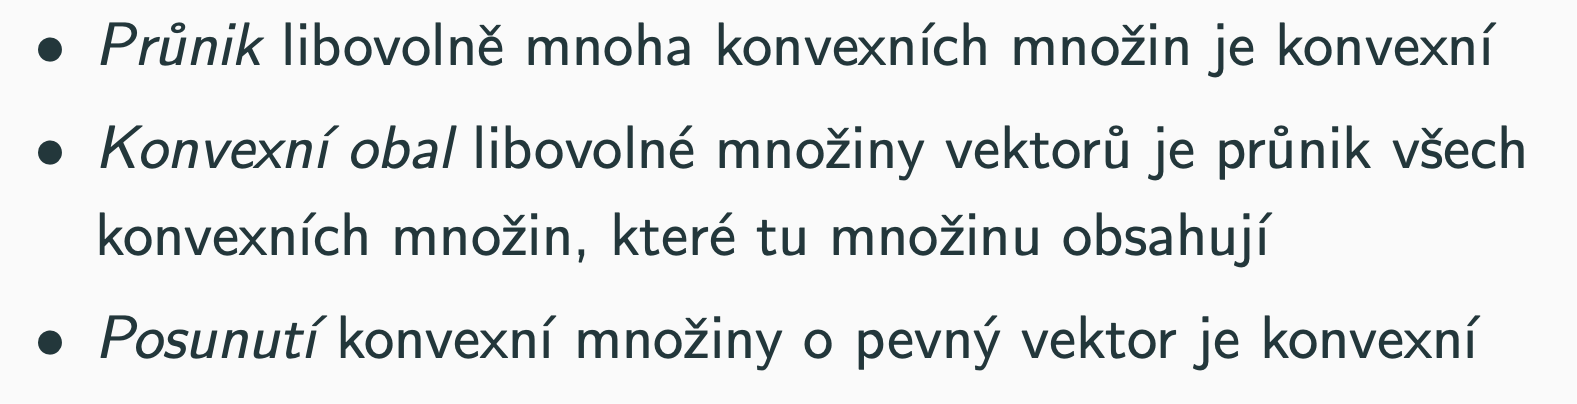 • Průnik libovolně mnoha konvexních množin je konvexní
• Konvexní obal libovolné množiny vektorů je průnik všech
konvexních množin, které tu množinu obsahují
• Posunutí konvexní množiny o pevný vektor je konvexní